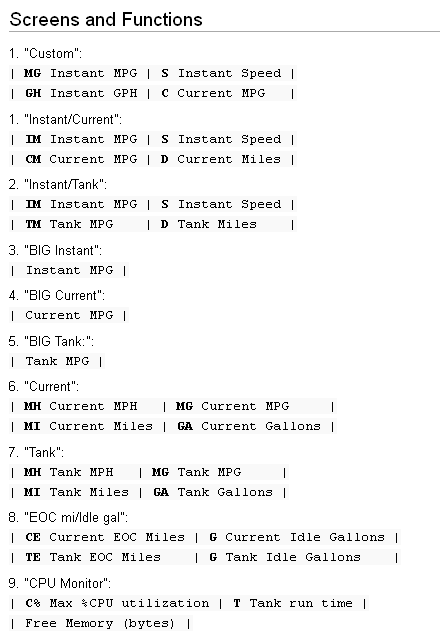 Screens and Functions
1. "Custom":
| MG Instant MPG | S Instant Speed |
| GH Instant GPH | C Current MPG |
1. "Instant/Current":
| IM Instant MPG | S Instant Speed |
| CM Current MPG | D Current Miles |
2. "Instant/Tank":
| IM Instant MPG | S Instant Speed |
| TM Tank MPG | D Tank Miles |
3. "BIG Instant":
| Instant MPG |
4. "BIG Current":
| Current MPG |
5. "BIG Tank:":
| Tank MPG |
6. "Current":
| MH Current MPH | MG Current MPG |
| MI Current Miles | GA Current Gallons |
7. "Tank":
| MH Tank MPH | MG Tank MPG |
| MI Tank Miles | GA Tank Gallons |
8. "EOC mi/Idle gal":
| CE Current EOC Miles | G Current Idle Gallons |
| TE Tank EOC Miles | G Tank Idle Gallons |
9. "CPU Monitor":
| C% Max %CPU utilization | T Tank run time |
| Free Memory (bytes) |